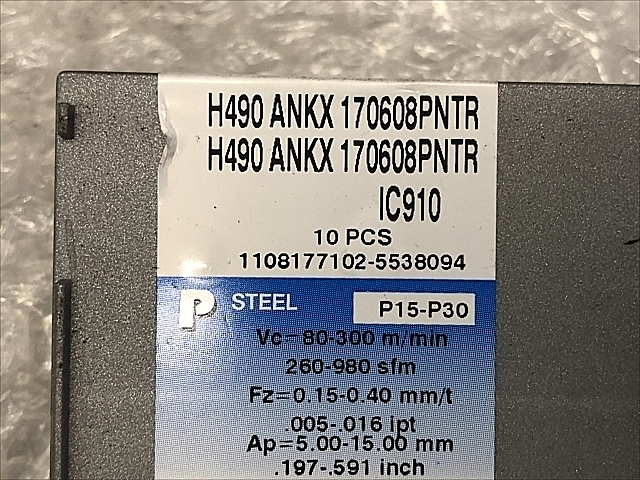 H490 ANKX 170608PNTR
H490 ANKX 170608PNTR
IC910
10 PCS
1108177102-5538094
P STEEL P15-P30
Vc=80-300 m/min
260-980 sfm
Fz=0.15-0.40 mm/t
.005-.016 ipt
Ap=5.00-15.00 mm
.197-.591 inch